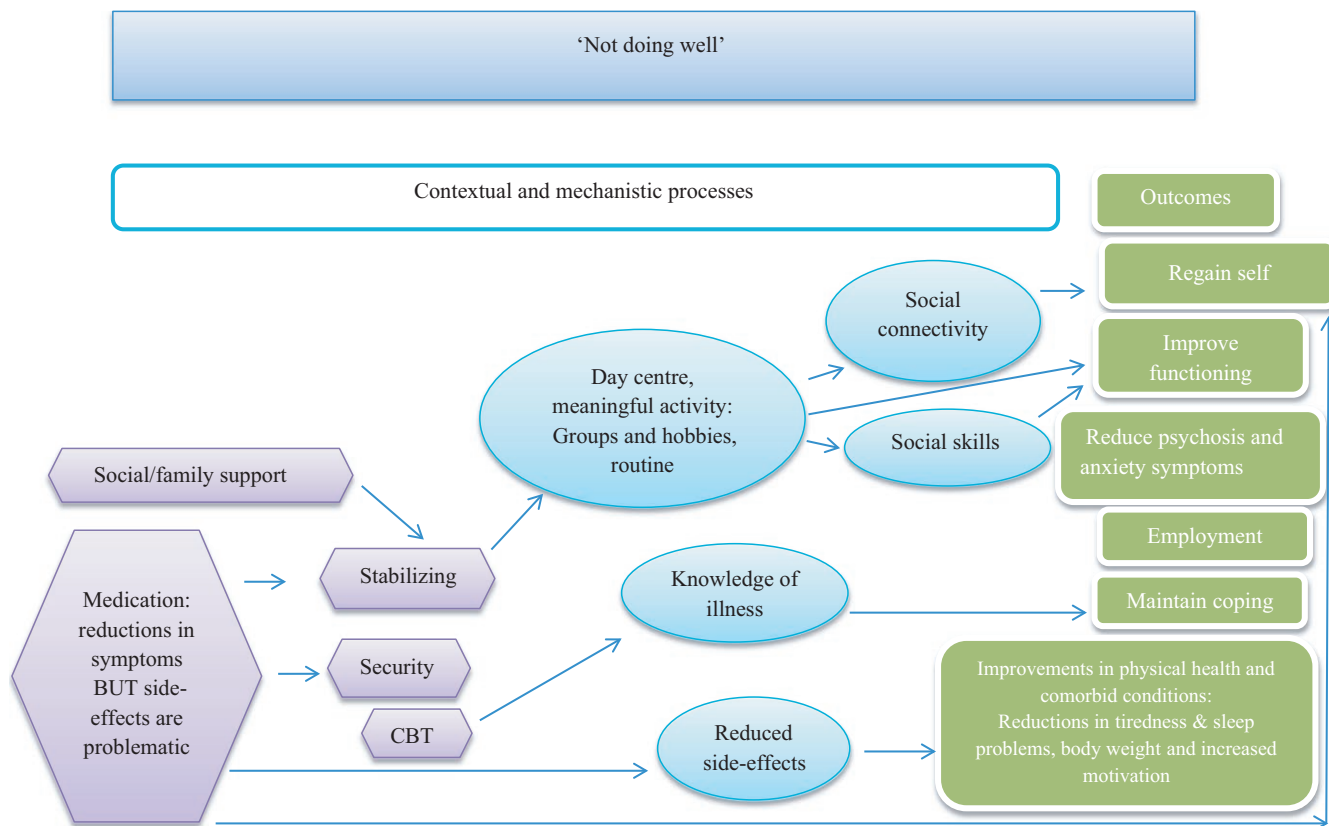 ‘Not doing well’
Contextual and mechanistic processes
Outcomes
Regain self
Social
connectivity
Improve
functioning
Day centre,
meaningful activity:
Groups and hobbies,
routine
Social skills
Reduce psychosis and
anxiety symptoms
Social/family support
Employment
Stabilizing
Knowledge of
illness
Maintain coping
Medication:
reductions in
symptoms
BUT side-
effects are
problematic
Security
CBT
Reduced
side-effects
Improvements in physical health and
comorbid conditions:
Reductions in tiredness & sleep
problems, body weight and increased
motivation